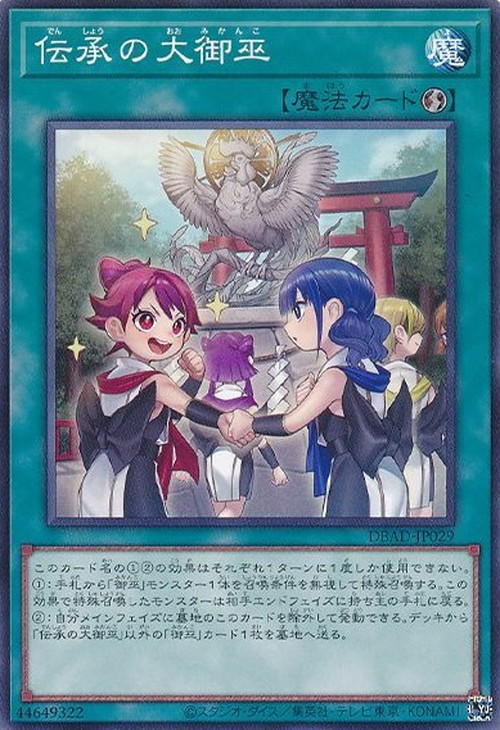 伝承の大御巫
魔
【魔法カード】
DBAD-JP029
このカード名の①②の効果はそれぞれ1ターンに1度しか使用できない。
①:手札から「御巫」モンスター1体を召喚条件を無視して特殊召喚する。この
効果で特殊召喚したモンスターは相手エンドフェイズに持ち主の手札に戻る。
②:自分メインフェイズに墓地のこのカードを除外して発動できる。デッキから
「伝承の大御巫」以外の「御巫」カード1枚を墓地へ送る。
44649322
©スタジオ・ダイス/集英社・テレビ東京・KONAMI